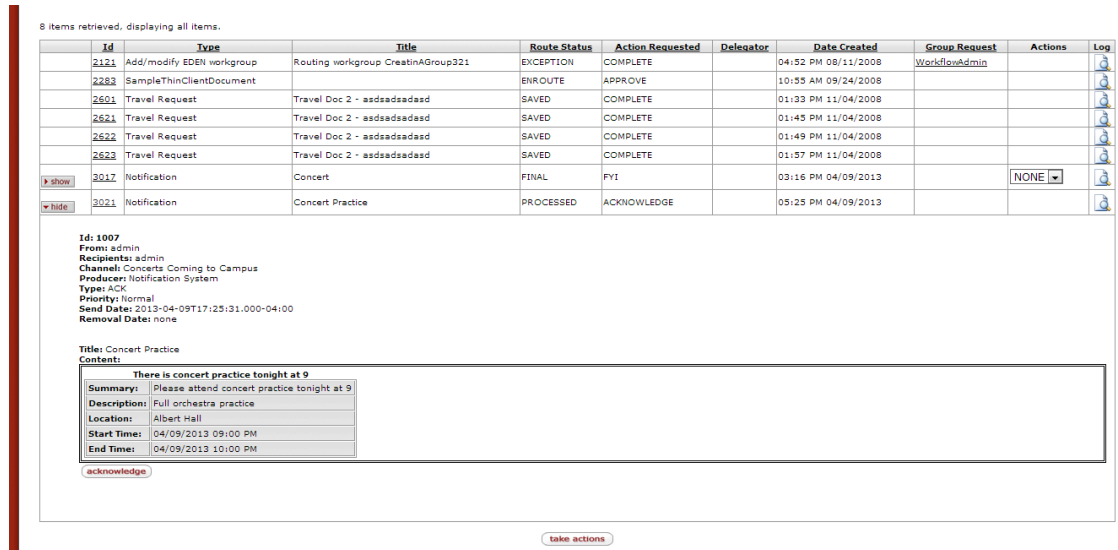 8 items retrieved, displaying all items.
Id Type Title Route Status Action Requested Delegator Date Created Group Request Actions Log
2121 Add/modify EDEN workgroup Routing workgroup CreatinAGroup321 EXCEPTION COMPLETE 04:52 PM 08/11/2008 WorkflowAdmin
2283 SampleThinClientDocument ENROUTE APPROVE 10:55 AM 09/24/2008
2601 Travel Request Travel Doc 2 - asdsadsadasd SAVED COMPLETE 01:33 PM 11/04/2008
2621 Travel Request Travel Doc 2 - asdsadsadasd SAVED COMPLETE 01:45 PM 11/04/2008
2622 Travel Request Travel Doc 2 - asdsadsadasd SAVED COMPLETE 01:49 PM 11/04/2008
2623 Travel Request Travel Doc 2 - asdsadsadasd SAVED COMPLETE 01:57 PM 11/04/2008
show 3017 Notification Concert FINAL FYI 03:16 PM 04/09/2013 NONE
hide 3021 Notification Concert Practice PROCESSED ACKNOWLEDGE 05:25 PM 04/09/2013
Id: 1007
From: admin
Recipients: admin
Channel: Concerts Coming to Campus
Producer: Notification System
Type: ACK
Priority: Normal
Send Date: 2013-04-09T17:25:31.000-04:00
Removal Date: none
Title: Concert Practice
Content:
There is concert practice tonight at 9
Summary: Please attend concert practice tonight at 9
Description: Full orchestra practice
Location: Albert Hall
Start Time: 04/09/2013 09:00 PM
End Time: 04/09/2013 10:00 PM
acknowledge
take actions